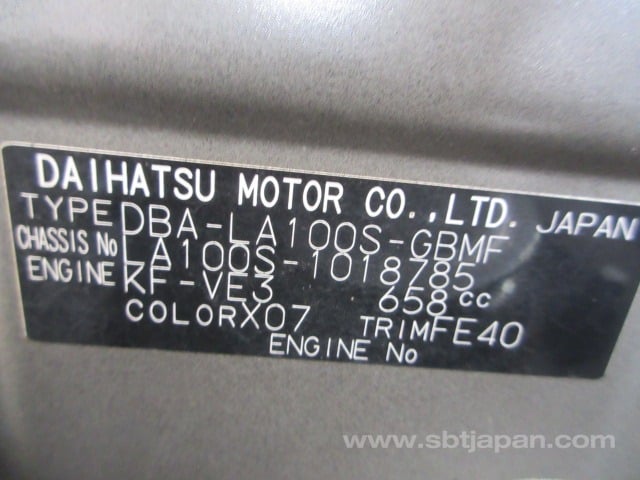 DAIHATSU MOTOR CO.,LTD. JAPAN
TYPE DBA-LA100S-GBMF
CHASSIS No LA100S-1018785
ENGINE KF-VE3 658cc
COLOR X07 TRIM FE40
ENGINE No
www.sbtjapan.com